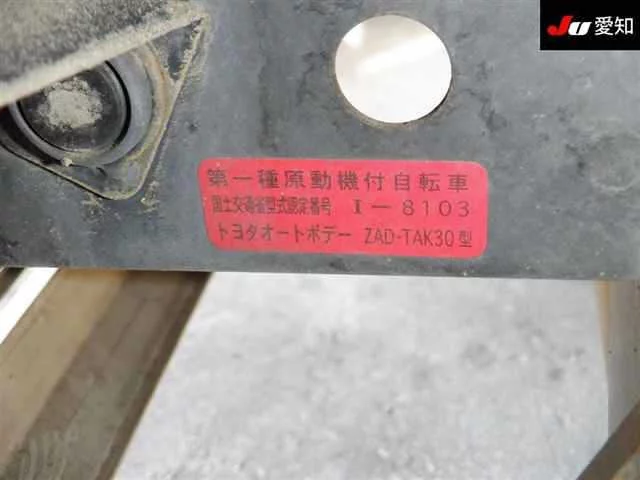 JU 愛知
第一種原動機付自転車
国土交通省型式認定番号 I-8103
トヨタオートボデー ZAD-TAK30型